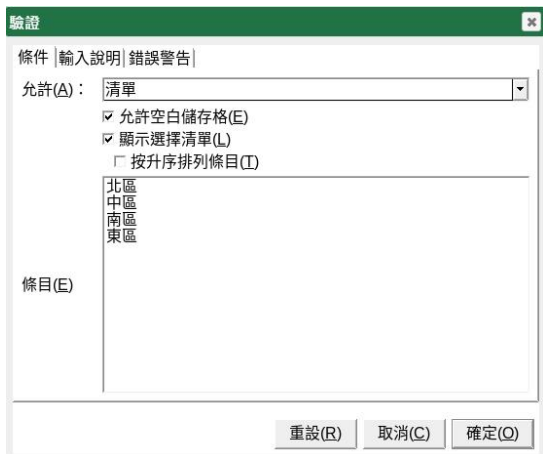 驗證
條件 輸入說明 錯誤警告
允許(A)： 清單
允許空白儲存格(E)
顯示選擇清單(L)
按升序排列條目(T)
北區
中區
南區
東區
條目(E)
重設(R) 取消(C) 確定(O)